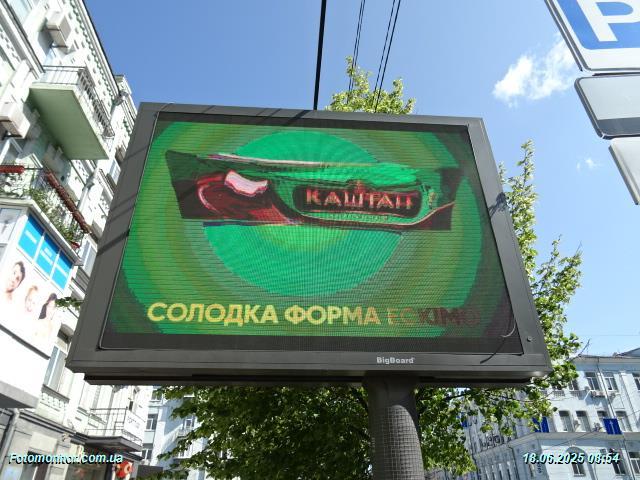 P
КАШТАН
СОЛОДКА ФОРМА ЕСКІМО
BigBoard
Fotomonitor.com.ua
18.06.2025 08:54